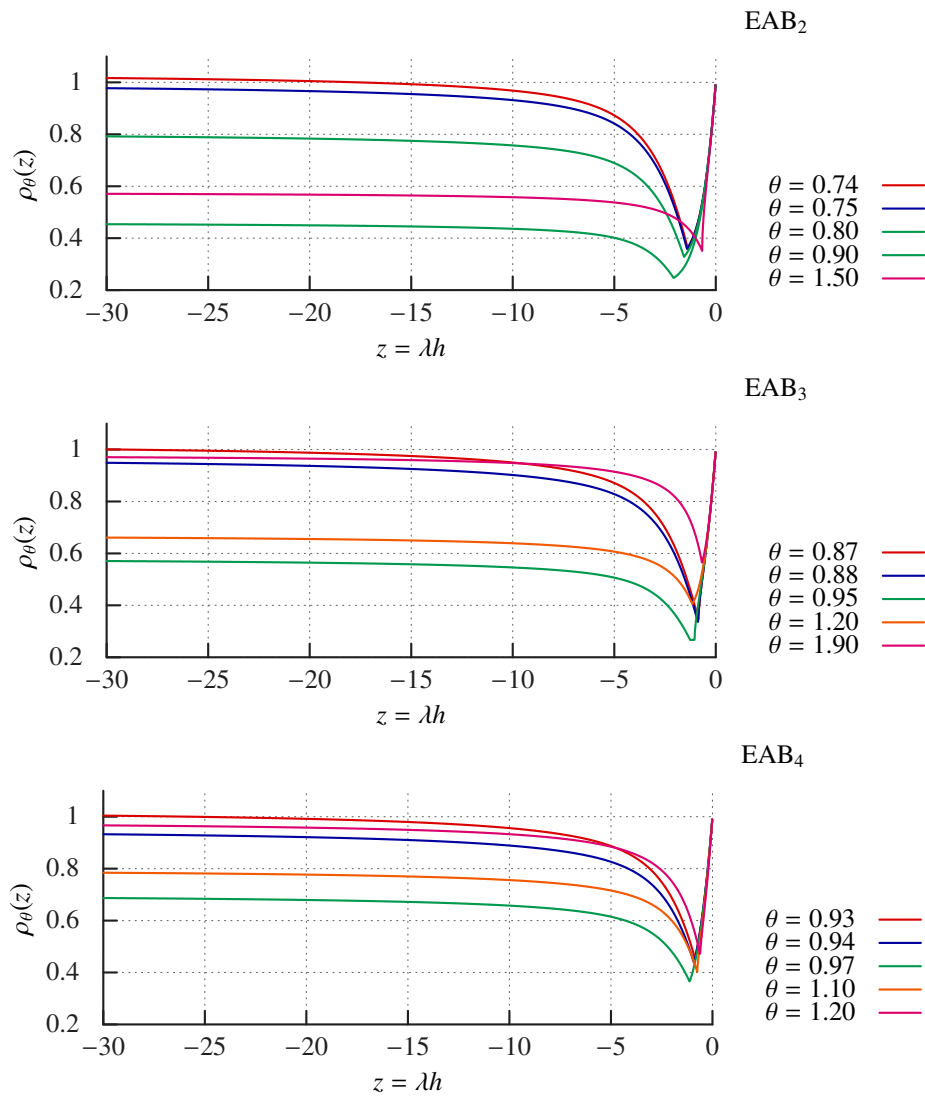 EAB₂
1
0.8
0.6
0.4
0.2
ρθ(z)
−30 −25 −20 −15 −10 −5 0
z = λh
θ = 0.74
θ = 0.75
θ = 0.80
θ = 0.90
θ = 1.50
EAB₃
1
0.8
0.6
0.4
0.2
ρθ(z)
−30 −25 −20 −15 −10 −5 0
z = λh
θ = 0.87
θ = 0.88
θ = 0.95
θ = 1.20
θ = 1.90
EAB₄
1
0.8
0.6
0.4
0.2
ρθ(z)
−30 −25 −20 −15 −10 −5 0
z = λh
θ = 0.93
θ = 0.94
θ = 0.97
θ = 1.10
θ = 1.20